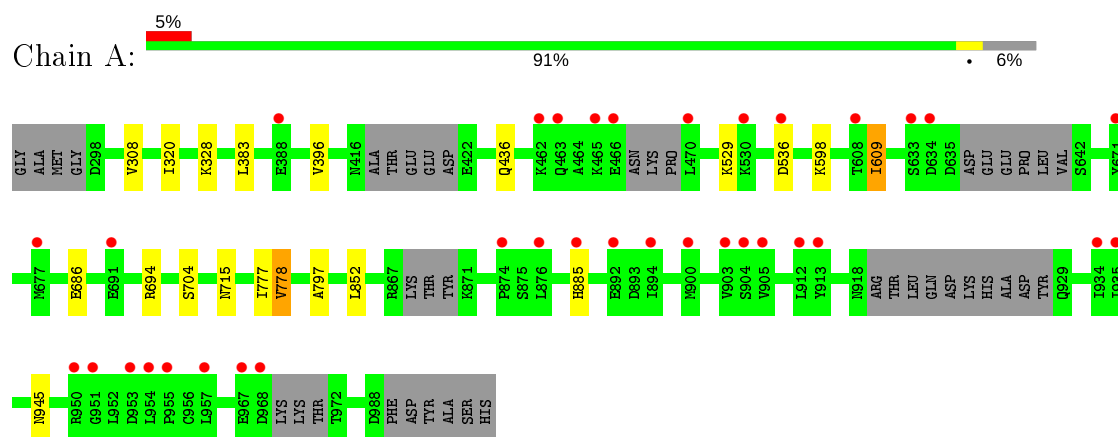 5%
Chain A:
91% • 6%
GLY ALA MET GLY D298 V308 I320 K328 L383 E388 V396 N416 ALA THR GLU GLU ASP E422 Q436 K462 Q463 A464 K465 E466 ASN LYS PRO L470 K529 K530 D536 K598 T608 I609 S633 D634 D635 ASP GLU GLU PRO LEU VAL S642 Y671
M677 E686 E691 R694 S704 N715 I777 V778 A797 L852 R867 LYS THR TYR K871 P874 S875 L876 H885 E892 D893 I894 M900 V903 S904 V905 L912 Y913 N918 ARG THR LEU GLN ASP LYS HIS ALA ASP TYR Q929 I934
N945 R950 G951 L952 D953 L954 P955 C956 L957 E967 D968 LYS LYS THR T972 D988 PHE ASP TYR ALA SER HIS